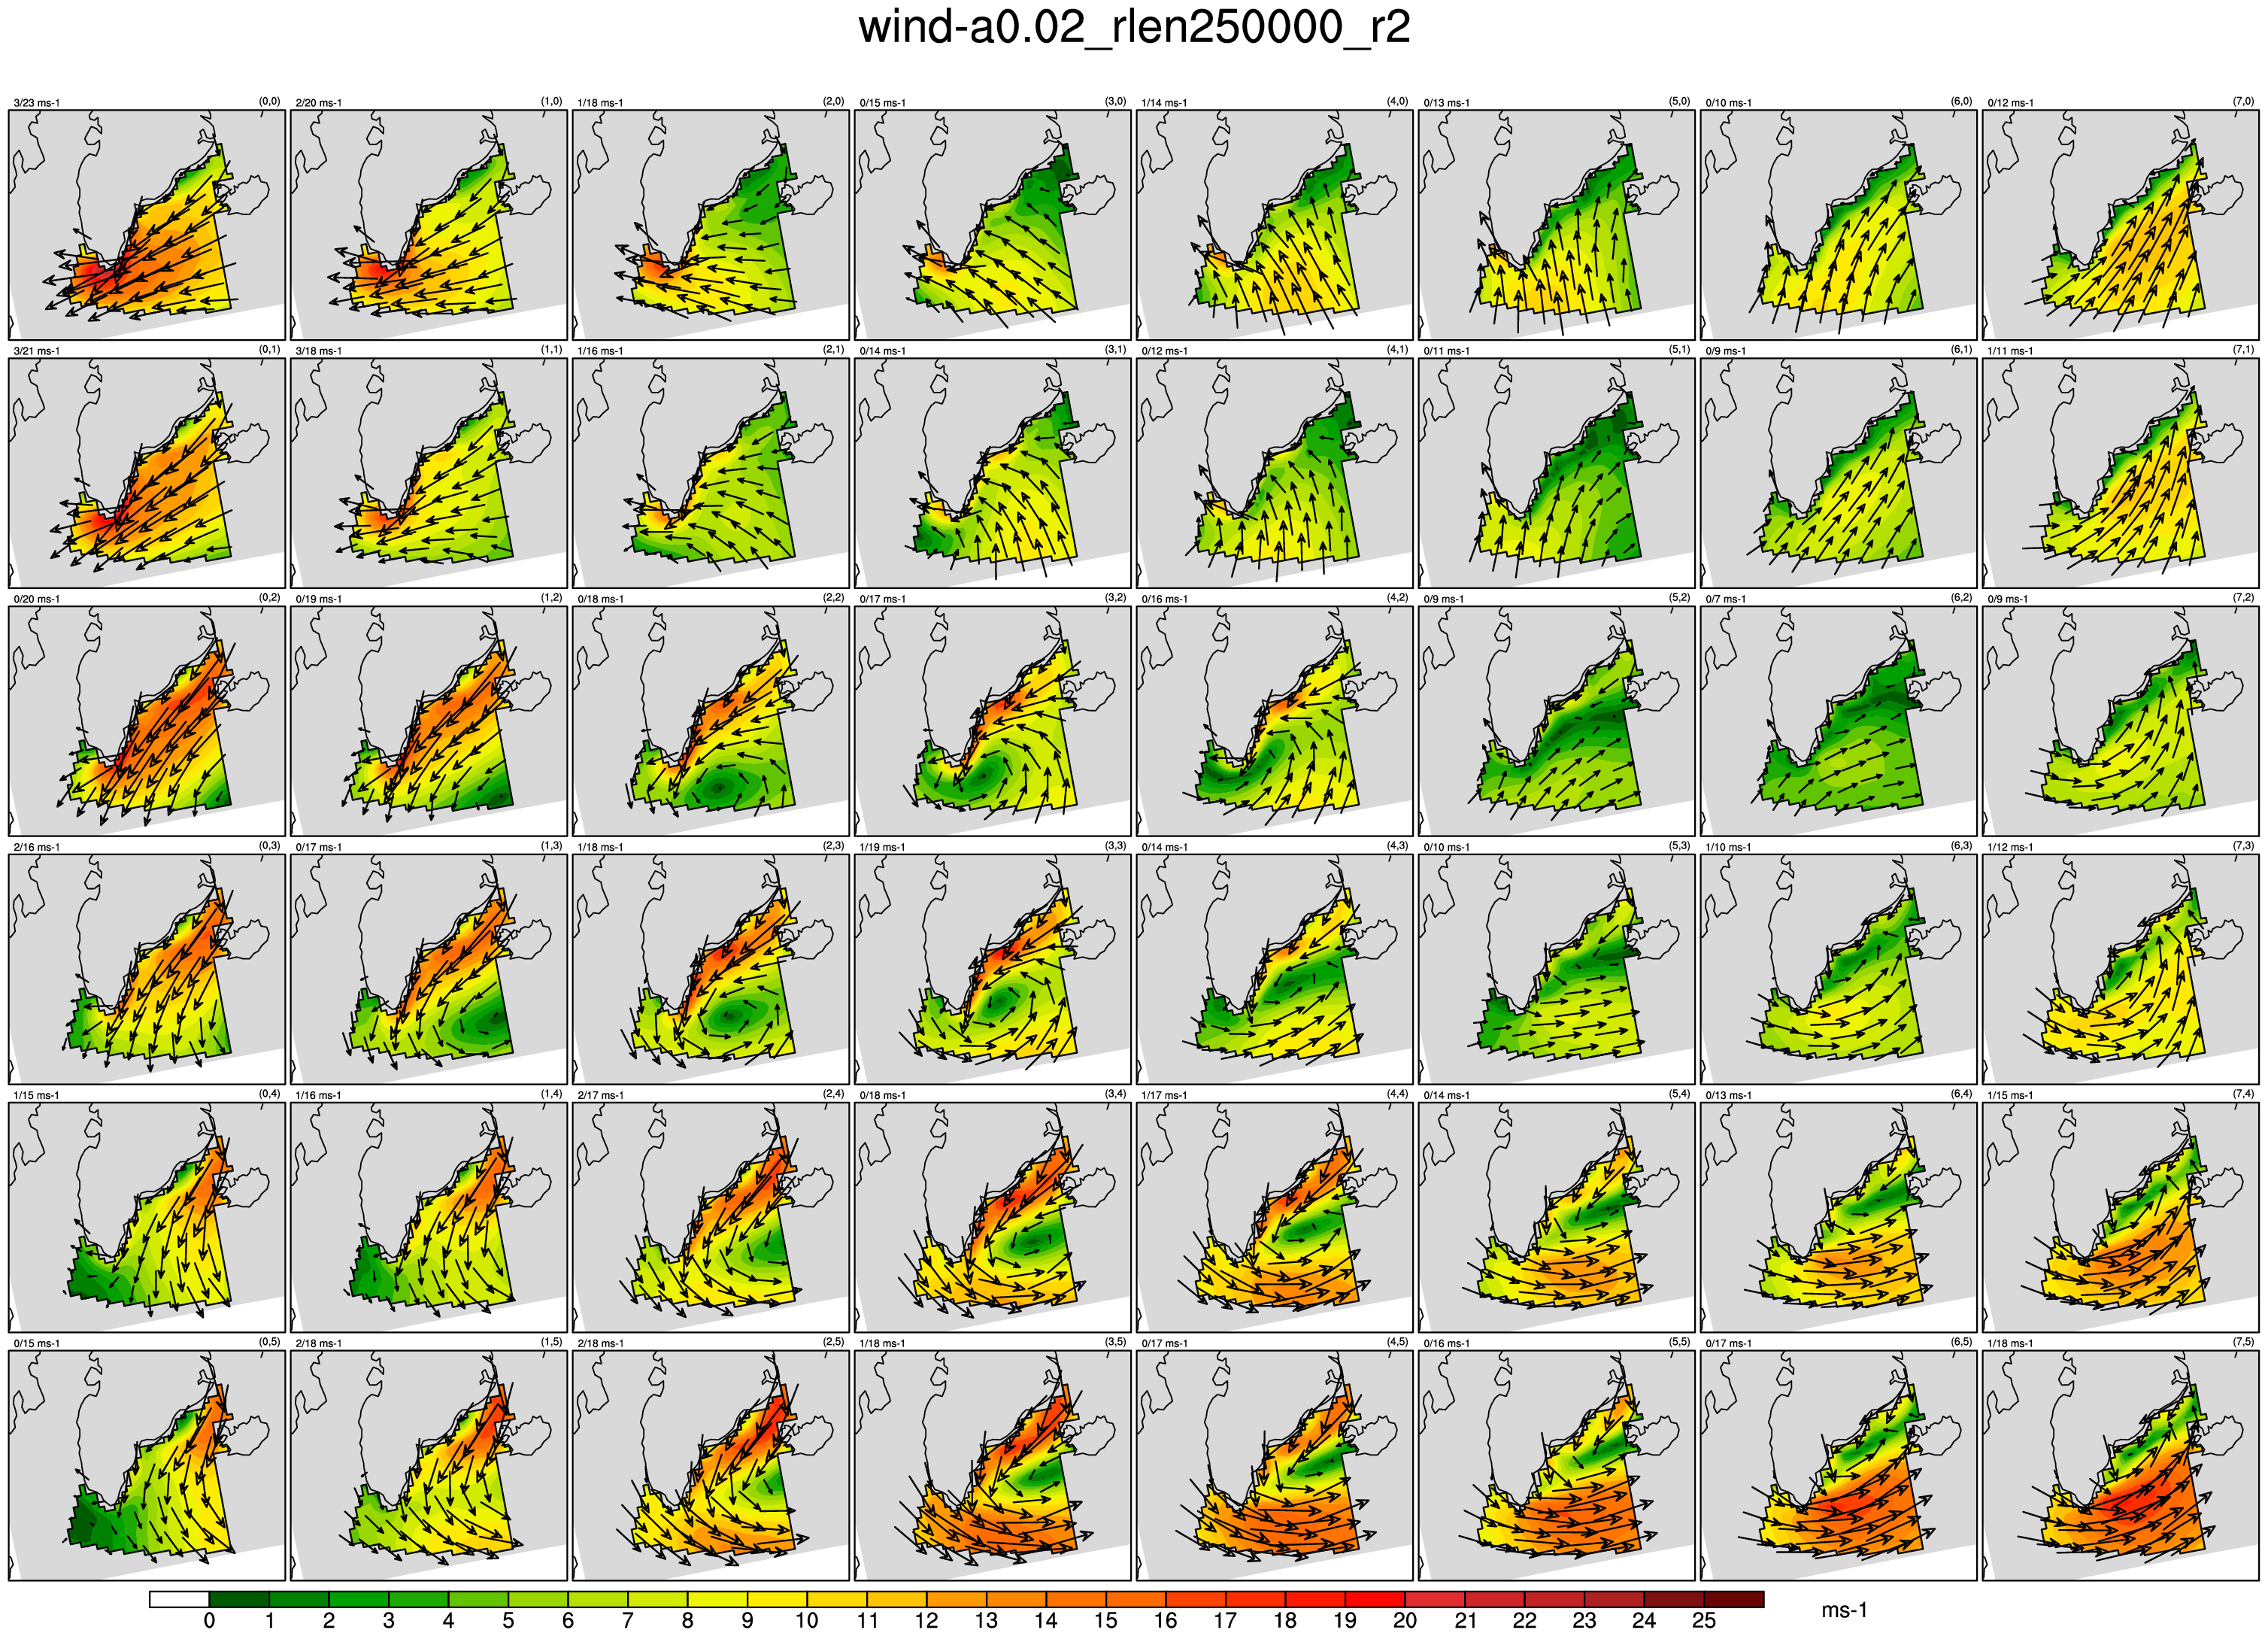 wind-a0.02_rlen250000_r2
3/23 ms-1 (0,0) 2/20 ms-1 (1,0) 1/18 ms-1 (2,0) 0/15 ms-1 (3,0) 1/14 ms-1 (4,0) 0/13 ms-1 (5,0) 0/10 ms-1 (6,0) 0/12 ms-1 (7,0)
3/21 ms-1 (0,1) 3/18 ms-1 (1,1) 1/16 ms-1 (2,1) 0/14 ms-1 (3,1) 0/12 ms-1 (4,1) 0/11 ms-1 (5,1) 0/9 ms-1 (6,1) 1/11 ms-1 (7,1)
0/20 ms-1 (0,2) 0/19 ms-1 (1,2) 0/18 ms-1 (2,2) 0/17 ms-1 (3,2) 0/16 ms-1 (4,2) 0/9 ms-1 (5,2) 0/7 ms-1 (6,2) 0/9 ms-1 (7,2)
2/16 ms-1 (0,3) 0/17 ms-1 (1,3) 1/18 ms-1 (2,3) 1/19 ms-1 (3,3) 0/14 ms-1 (4,3) 0/10 ms-1 (5,3) 1/10 ms-1 (6,3) 1/12 ms-1 (7,3)
1/15 ms-1 (0,4) 1/16 ms-1 (1,4) 2/17 ms-1 (2,4) 0/18 ms-1 (3,4) 1/17 ms-1 (4,4) 0/14 ms-1 (5,4) 0/13 ms-1 (6,4) 1/15 ms-1 (7,4)
0/15 ms-1 (0,5) 2/18 ms-1 (1,5) 2/18 ms-1 (2,5) 1/18 ms-1 (3,5) 0/17 ms-1 (4,5) 0/16 ms-1 (5,5) 0/17 ms-1 (6,5) 1/18 ms-1 (7,5)
0 1 2 3 4 5 6 7 8 9 10 11 12 13 14 15 16 17 18 19 20 21 22 23 24 25 ms-1